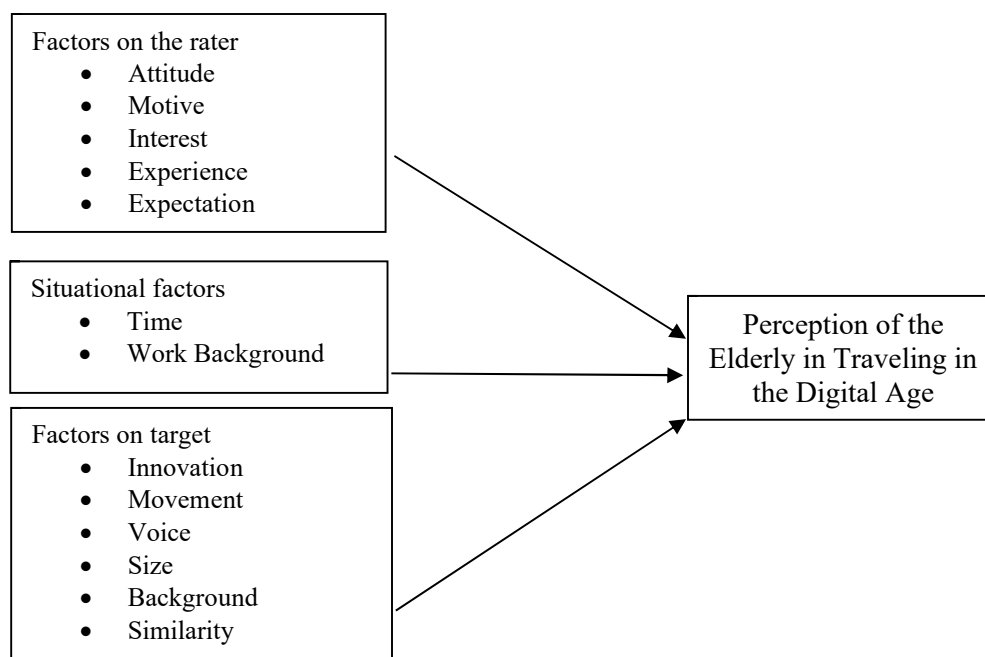 Factors on the rater
• Attitude
• Motive
• Interest
• Experience
• Expectation
Situational factors
• Time
• Work Background
Factors on target
• Innovation
• Movement
• Voice
• Size
• Background
• Similarity
Perception of the
Elderly in Traveling in
the Digital Age